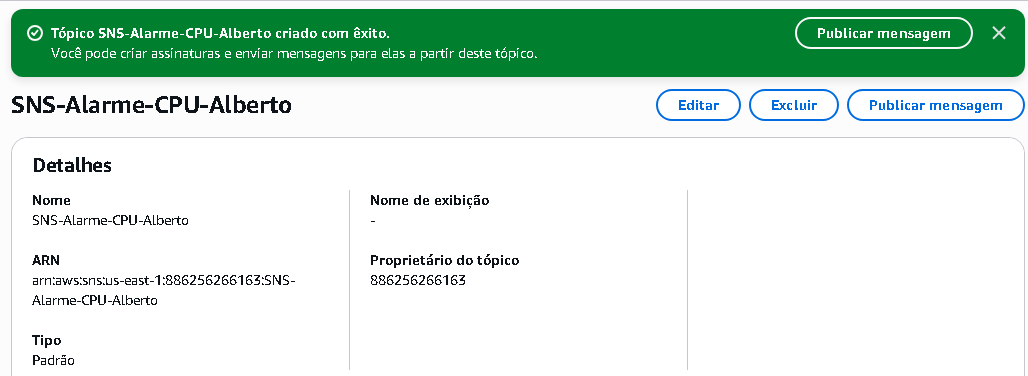 Tópico SNS-Alarme-CPU-Alberto criado com êxito.
Você pode criar assinaturas e enviar mensagens para elas a partir deste tópico.
Publicar mensagem
SNS-Alarme-CPU-Alberto
Editar
Excluir
Publicar mensagem
Detalhes
Nome
SNS-Alarme-CPU-Alberto
ARN
arn:aws:sns:us-east-1:886256266163:SNS-
Alarme-CPU-Alberto
Tipo
Padrão
Nome de exibição
-
Proprietário do tópico
886256266163